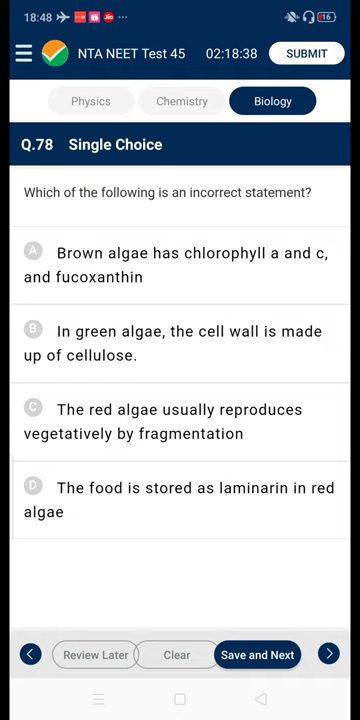 18:48 Jio ... 16
NTA NEET Test 45 02:18:38 SUBMIT
Physics Chemistry Biology
Q.78 Single Choice
Which of the following is an incorrect statement?
A Brown algae has chlorophyll a and c,
and fucoxanthin
B In green algae, the cell wall is made
up of cellulose.
C The red algae usually reproduces
vegetatively by fragmentation
D The food is stored as laminarin in red
algae
Review Later Clear Save and Next